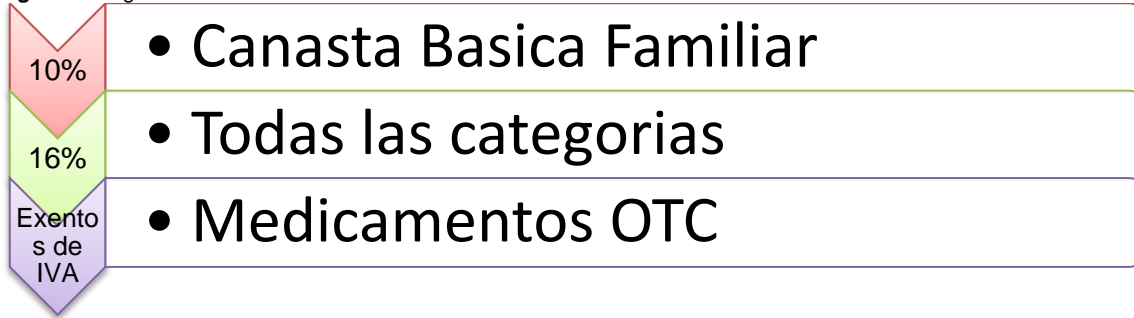 10%
• Canasta Basica Familiar
16%
• Todas las categorias
Exento
s de
IVA
• Medicamentos OTC